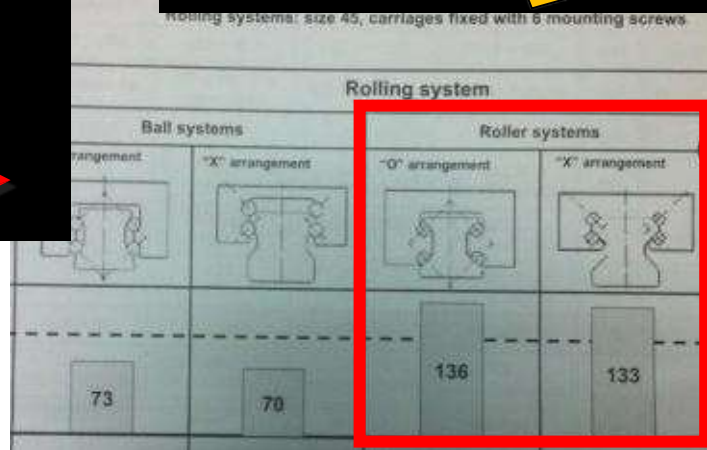 Rolling systems: size 45, carriages fixed with 6 mounting screws
Rolling system
Ball systems Roller systems
rangement "X" arrangement "O" arrangement "X" arrangement
73 70 136 133